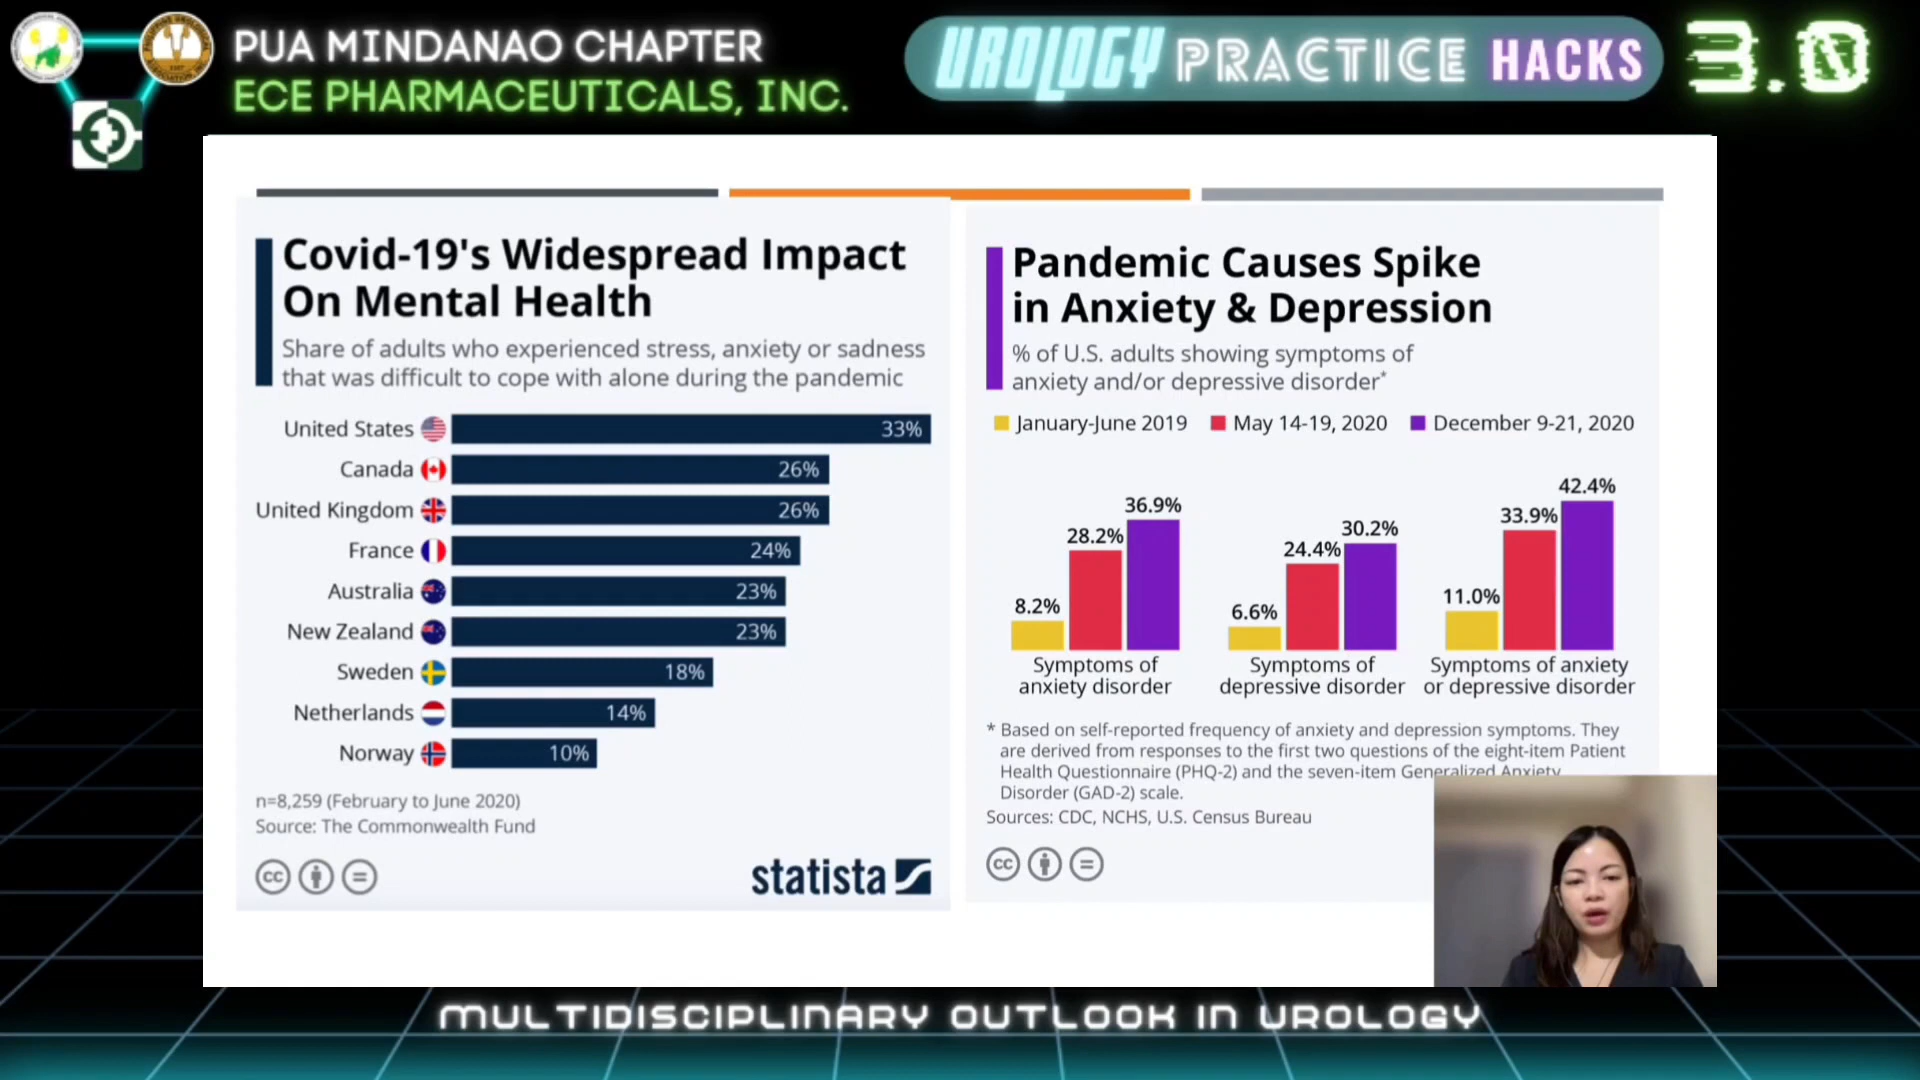 PUA MINDANAO CHAPTER
ECE PHARMACEUTICALS, INC.
UROLOGY PRACTICE HACKS 3.0
Covid-19's Widespread Impact
On Mental Health
Share of adults who experienced stress, anxiety or sadness
that was difficult to cope with alone during the pandemic
United States 33%
Canada 26%
United Kingdom 26%
France 24%
Australia 23%
New Zealand 23%
Sweden 18%
Netherlands 14%
Norway 10%
n=8,259 (February to June 2020)
Source: The Commonwealth Fund
cc
statista
Pandemic Causes Spike
in Anxiety & Depression
% of U.S. adults showing symptoms of
anxiety and/or depressive disorder*
January-June 2019 May 14-19, 2020 December 9-21, 2020
8.2% 28.2% 36.9%
Symptoms of
anxiety disorder
6.6% 24.4% 30.2%
Symptoms of
depressive disorder
11.0% 33.9% 42.4%
Symptoms of anxiety
or depressive disorder
* Based on self-reported frequency of anxiety and depression symptoms. They
are derived from responses to the first two questions of the eight-item Patient
Health Questionnaire (PHQ-2) and the seven-item Generalized Anxiety
Disorder (GAD-2) scale.
Sources: CDC, NCHS, U.S. Census Bureau
cc
MULTIDISCIPLINARY OUTLOOK IN UROLOGY